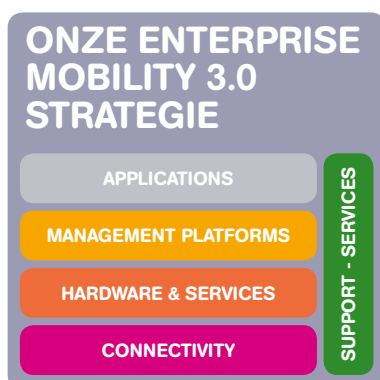 ONZE ENTERPRISE
MOBILITY 3.0
STRATEGIE
APPLICATIONS
MANAGEMENT PLATFORMS
HARDWARE & SERVICES
CONNECTIVITY
SUPPORT - SERVICES